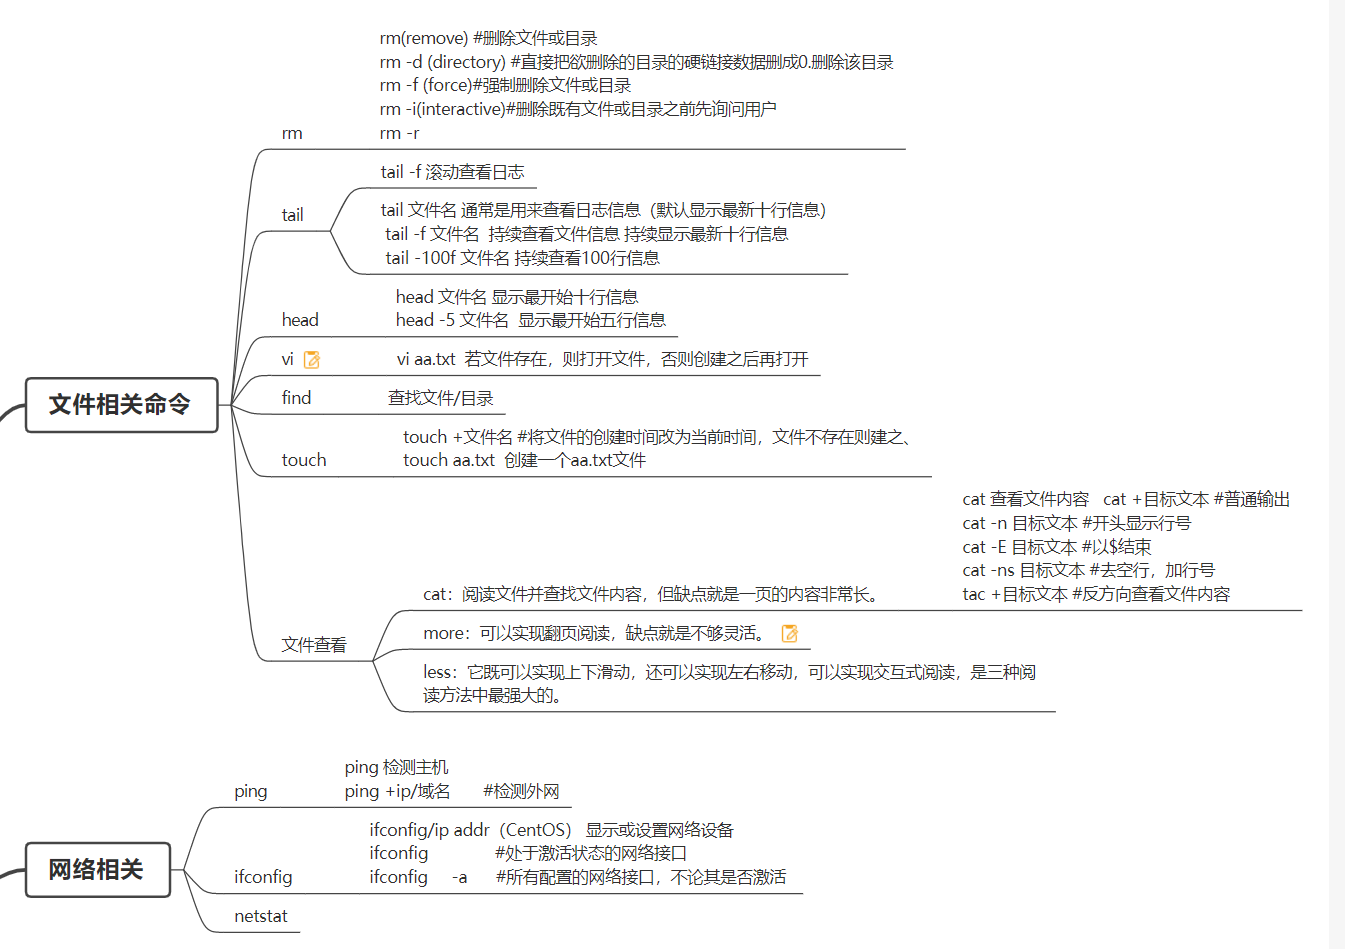 文件相关命令
rm
rm(remove) #删除文件或目录
rm -d (directory) #直接把欲删除的目录的硬链接数据删成0.删除该目录
rm -f (force)#强制删除文件或目录
rm -i(interactive)#删除既有文件或目录之前先询问用户
rm -r
tail
tail -f 滚动查看日志
tail 文件名 通常是用来查看日志信息（默认显示最新十行信息）
tail -f 文件名  持续查看文件信息 持续显示最新十行信息
tail -100f 文件名 持续查看100行信息
head
head 文件名 显示最开始十行信息
head -5 文件名  显示最开始五行信息
vi
vi aa.txt  若文件存在，则打开文件，否则创建之后再打开
find
查找文件/目录
touch
touch +文件名 #将文件的创建时间改为当前时间，文件不存在则建之、
touch aa.txt  创建一个aa.txt文件
文件查看
cat：阅读文件并查找文件内容，但缺点就是一页的内容非常长。
cat 查看文件内容   cat +目标文本 #普通输出
cat -n 目标文本 #开头显示行号
cat -E 目标文本 #以$结束
cat -ns 目标文本 #去空行，加行号
tac +目标文本 #反方向查看文件内容
more：可以实现翻页阅读，缺点就是不够灵活。
less：它既可以实现上下滑动，还可以实现左右移动，可以实现交互式阅读，是三种阅
读方法中最强大的。
网络相关
ping
ping 检测主机
ping +ip/域名       #检测外网
ifconfig
ifconfig/ip addr（CentOS） 显示或设置网络设备
ifconfig              #处于激活状态的网络接口
ifconfig     -a      #所有配置的网络接口，不论其是否激活
netstat